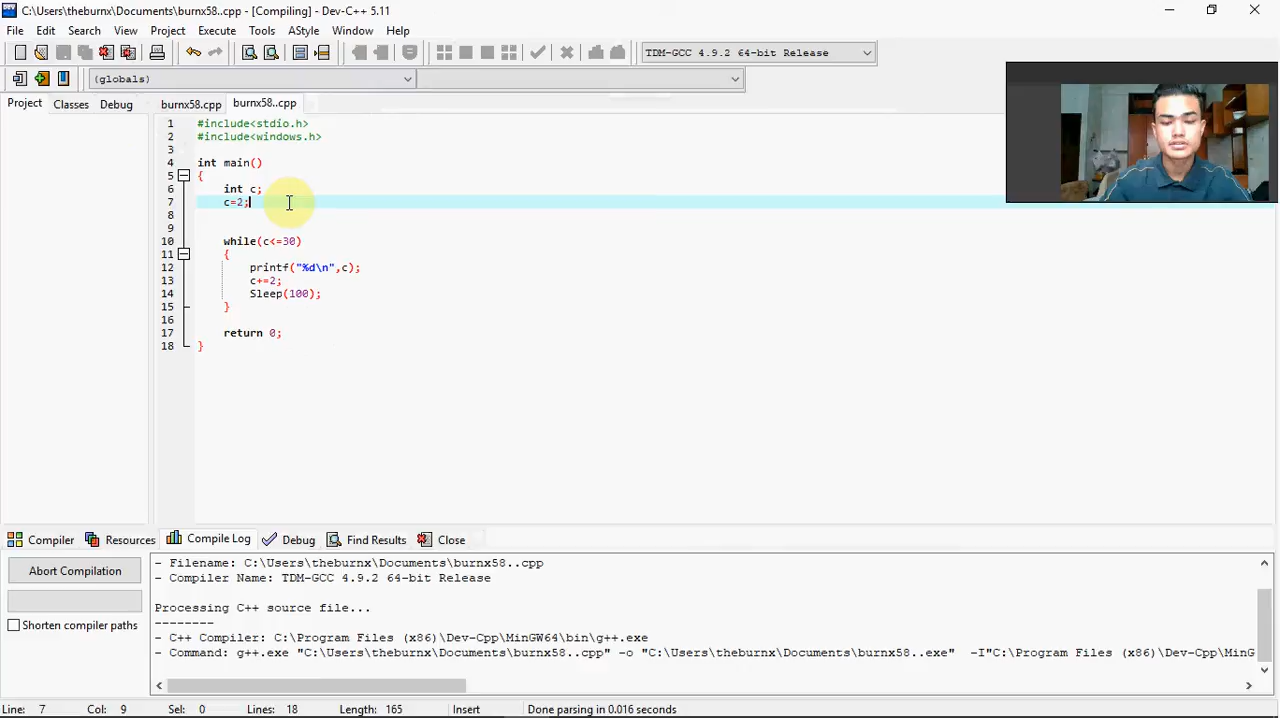 C:\Users\theburnx\Documents\burnx58..cpp - [Compiling] - Dev-C++ 5.11
File Edit Search View Project Execute Tools AStyle Window Help
TDM-GCC 4.9.2 64-bit Release
(globals)
Project Classes Debug burnx58.cpp burnx58..cpp
1 #include<stdio.h>
2 #include<windows.h>
3
4 int main()
5 {
6 int c;
7 c=2;
8
9
10 while(c<=30)
11 {
12 printf("%d\n",c);
13 c+=2;
14 Sleep(100);
15 }
16
17 return 0;
18 }
Compiler Resources Compile Log Debug Find Results Close
Abort Compilation
Shorten compiler paths
- Filename: C:\Users\theburnx\Documents\burnx58..cpp
- Compiler Name: TDM-GCC 4.9.2 64-bit Release
Processing C++ source file...
--------
- C++ Compiler: C:\Program Files (x86)\Dev-Cpp\MinGW64\bin\g++.exe
- Command: g++.exe "C:\Users\theburnx\Documents\burnx58..cpp" -o "C:\Users\theburnx\Documents\burnx58..exe" -I"C:\Program Files (x86)\Dev-Cpp\MinG
Line: 7 Col: 9 Sel: 0 Lines: 18 Length: 165 Insert Done parsing in 0.016 seconds